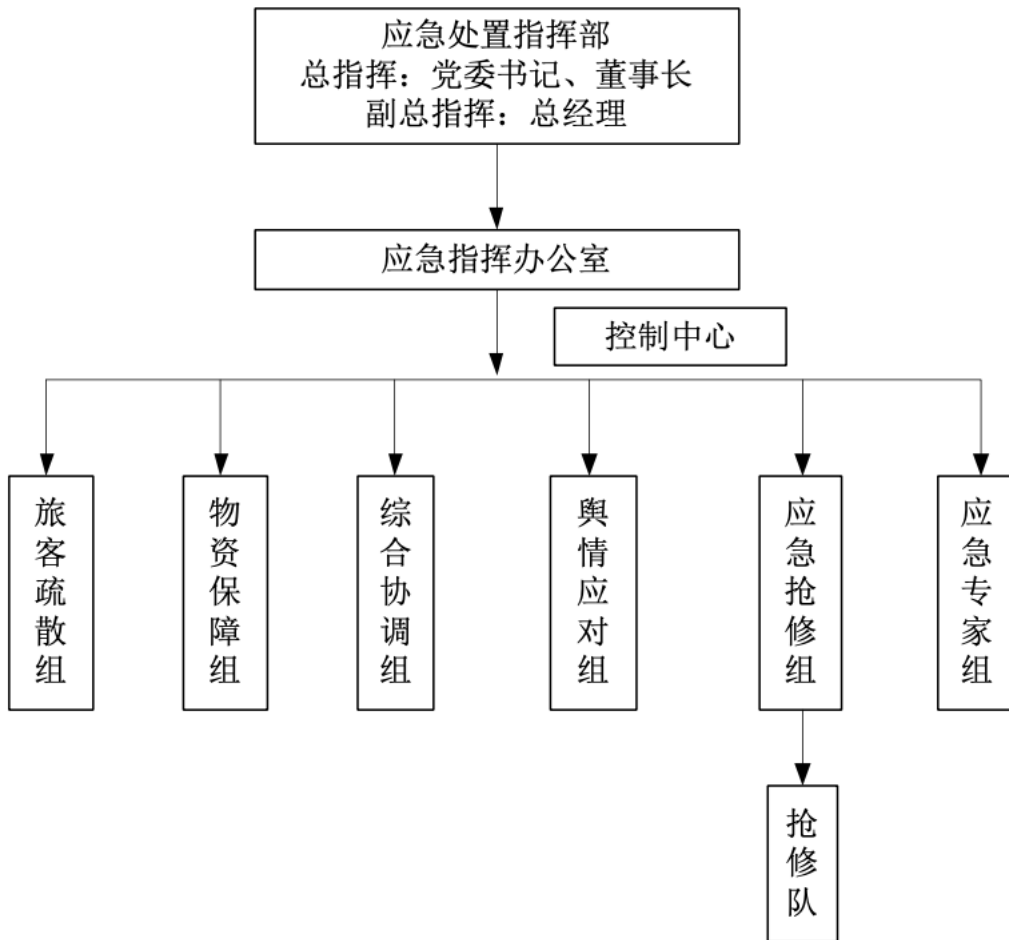 应急处置指挥部
总指挥：党委书记、董事长
副总指挥：总经理
应急指挥办公室
控制中心
旅客疏散组
物资保障组
综合协调组
舆情应对组
应急抢修组
应急专家组
抢修队